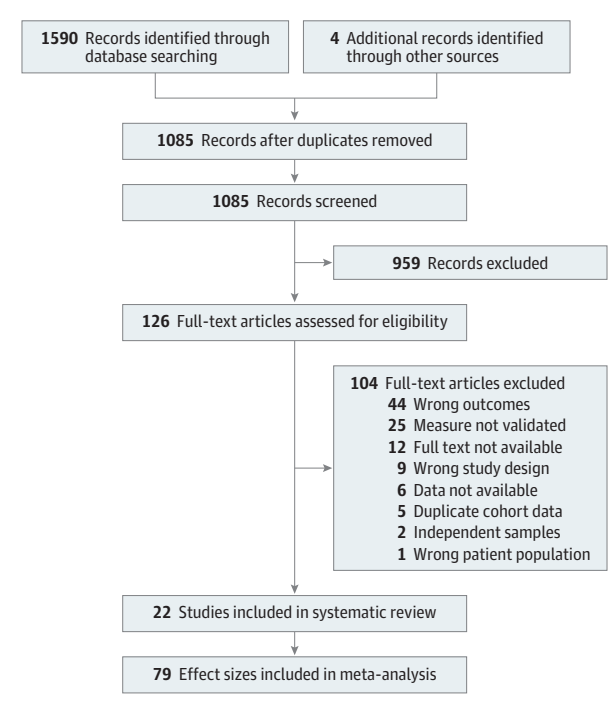 1590 Records identified through
database searching
4 Additional records identified
through other sources
1085 Records after duplicates removed
1085 Records screened
959 Records excluded
126 Full-text articles assessed for eligibility
104 Full-text articles excluded
44 Wrong outcomes
25 Measure not validated
12 Full text not available
9 Wrong study design
6 Data not available
5 Duplicate cohort data
2 Independent samples
1 Wrong patient population
22 Studies included in systematic review
79 Effect sizes included in meta-analysis